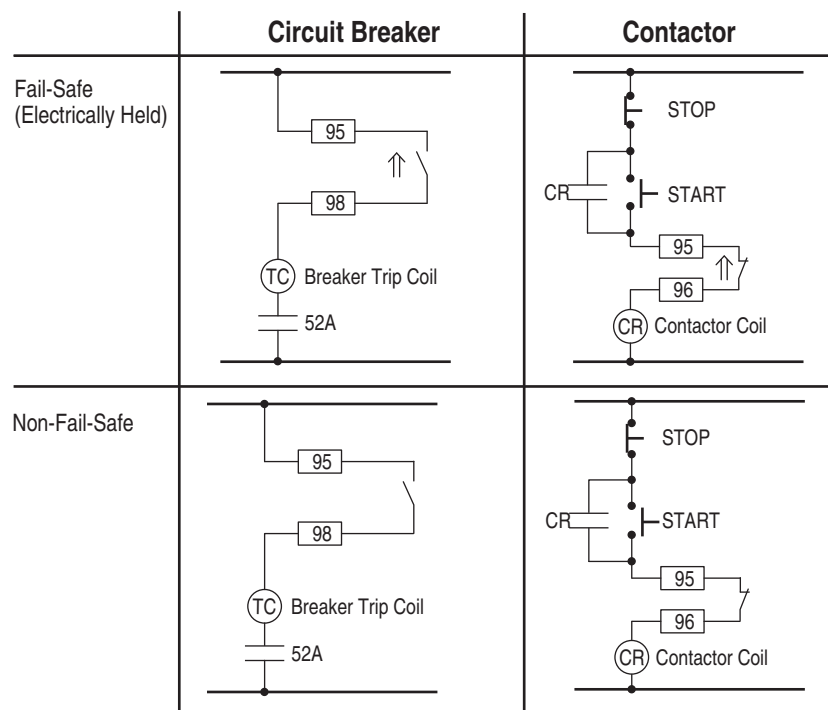 Circuit Breaker
Contactor
Fail-Safe
(Electrically Held)
95
98
TC
Breaker Trip Coil
52A
STOP
CR
START
95
96
CR
Contactor Coil
Non-Fail-Safe
95
98
TC
Breaker Trip Coil
52A
STOP
CR
START
95
96
CR
Contactor Coil